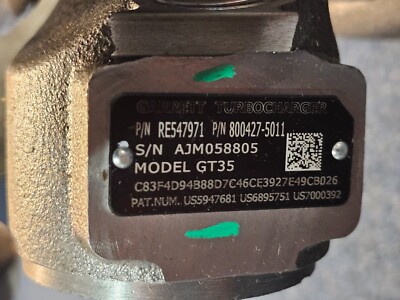 GARRETT TURBOCHARGER
P/N RE547971 P/N 800427-5011
S/N AJM058805
MODEL GT35
C83F4D94B88D7C46CE3927E49CB026
PAT.NUM. US5947681 US6895751 US7000392